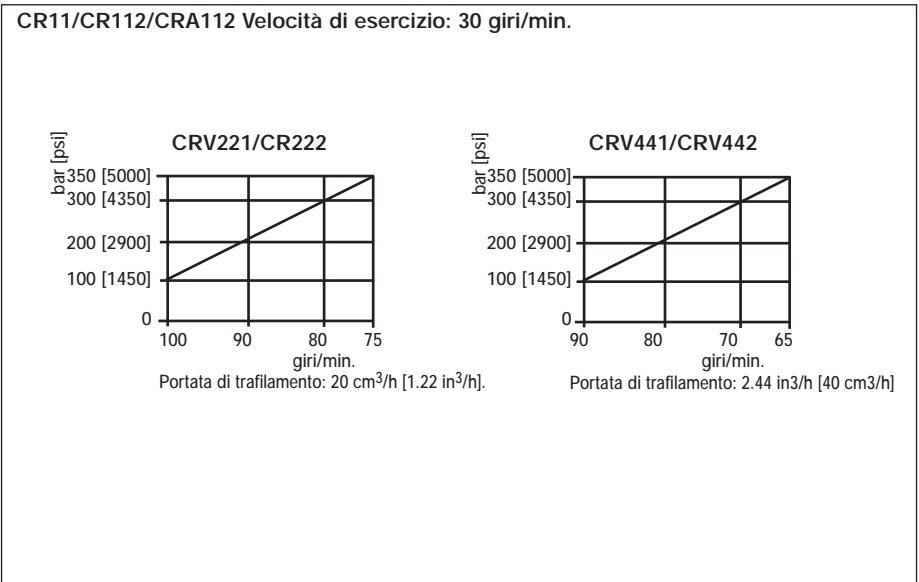 CR11/CR112/CRA112 Velocità di esercizio: 30 giri/min.
CRV221/CR222
bar [psi]
350 [5000]
300 [4350]
200 [2900]
100 [1450]
0
100 90 80 75
giri/min.
Portata di trafilamento: 20 cm³/h [1.22 in³/h].
CRV441/CRV442
bar [psi]
350 [5000]
300 [4350]
200 [2900]
100 [1450]
0
90 80 70 65
giri/min.
Portata di trafilamento: 2.44 in3/h [40 cm3/h]